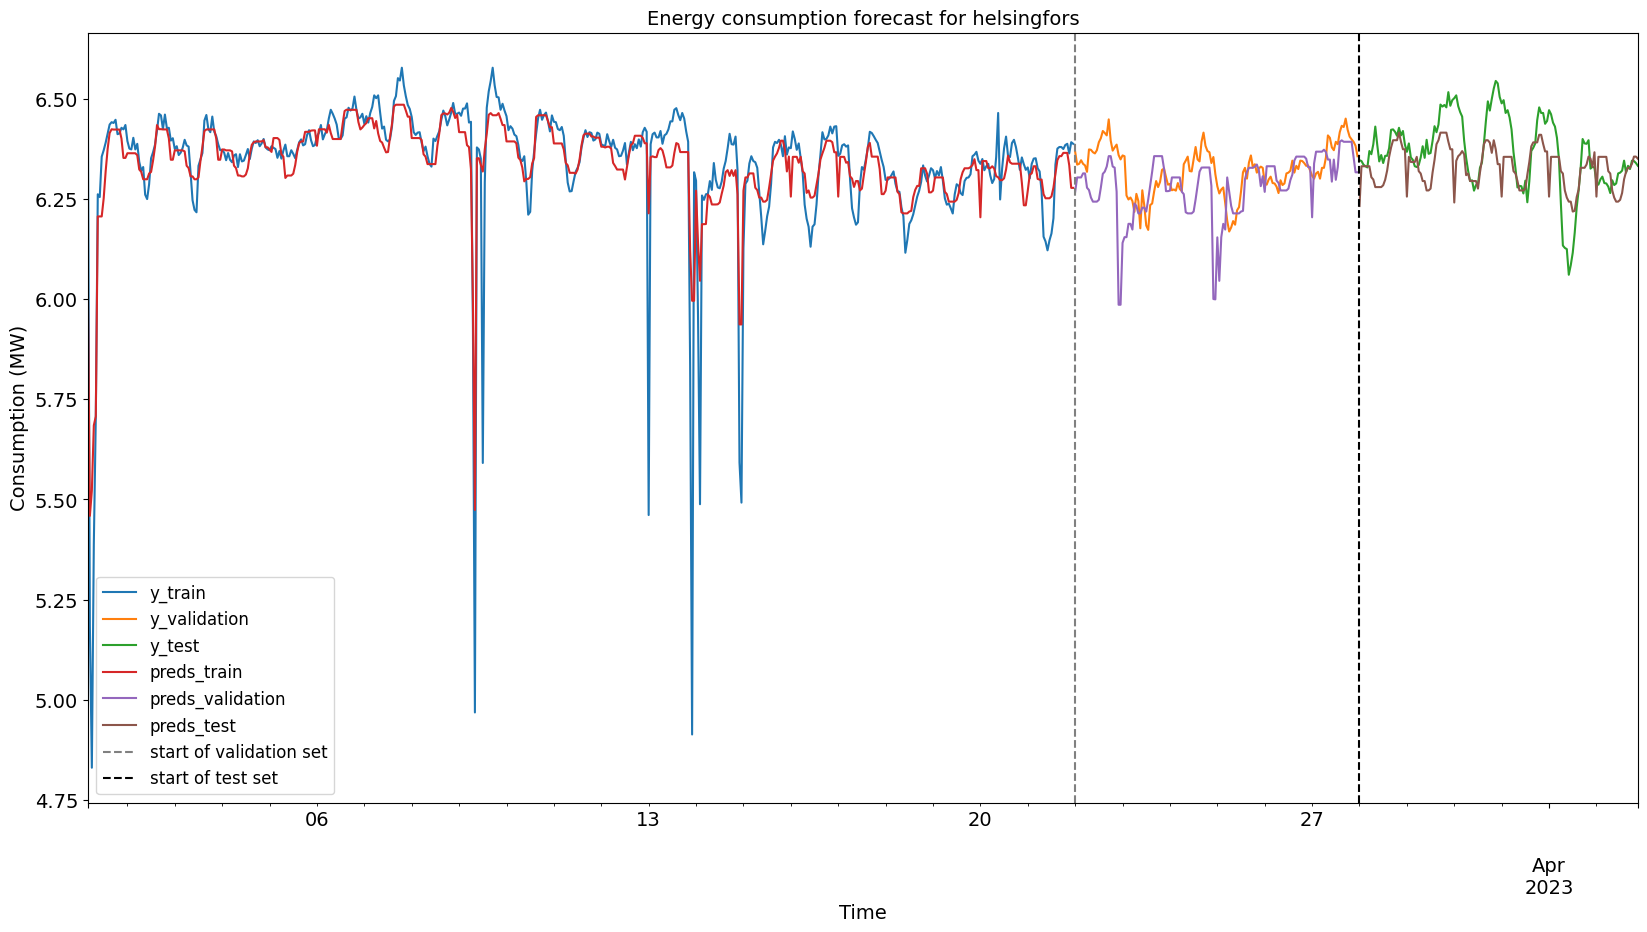 Energy consumption forecast for helsingfors
Consumption (MW)
6.50
6.25
6.00
5.75
5.50
5.25
5.00
4.75
y_train
y_validation
y_test
preds_train
preds_validation
preds_test
start of validation set
start of test set
06
13
20
27
Apr
2023
Time